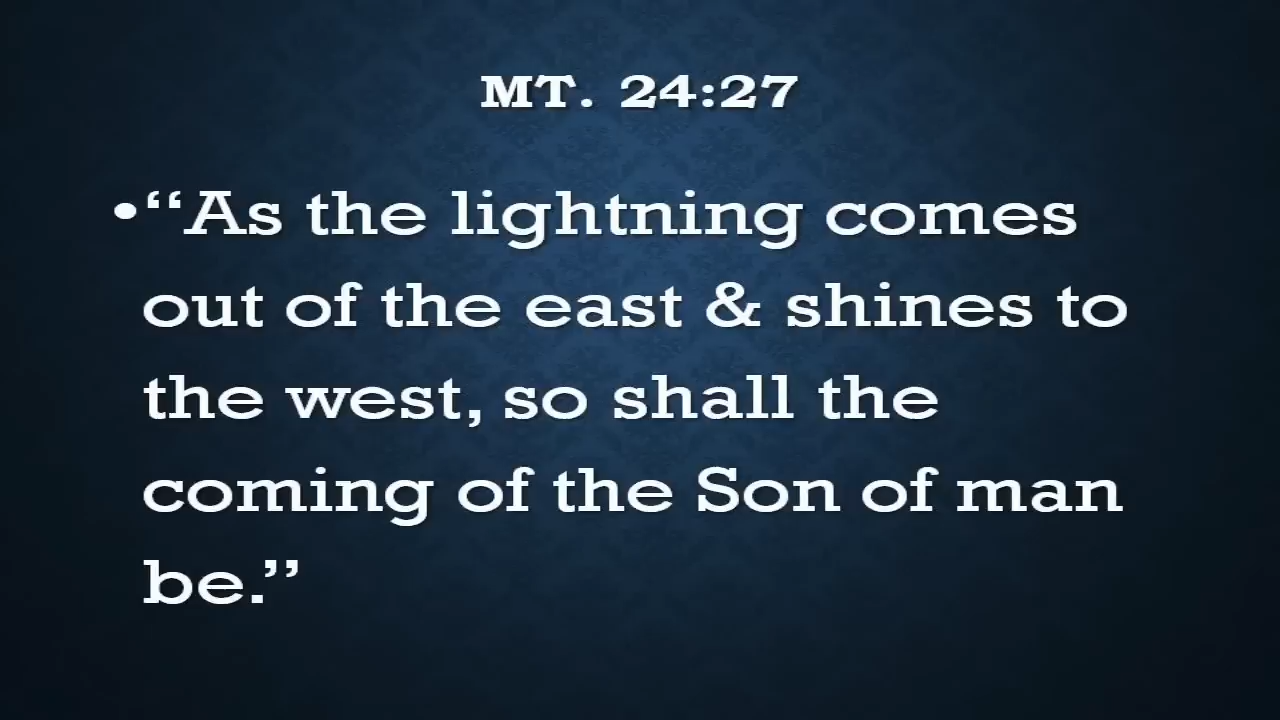 MT. 24:27
•“As the lightning comes
out of the east & shines to
the west, so shall the
coming of the Son of man
be.”